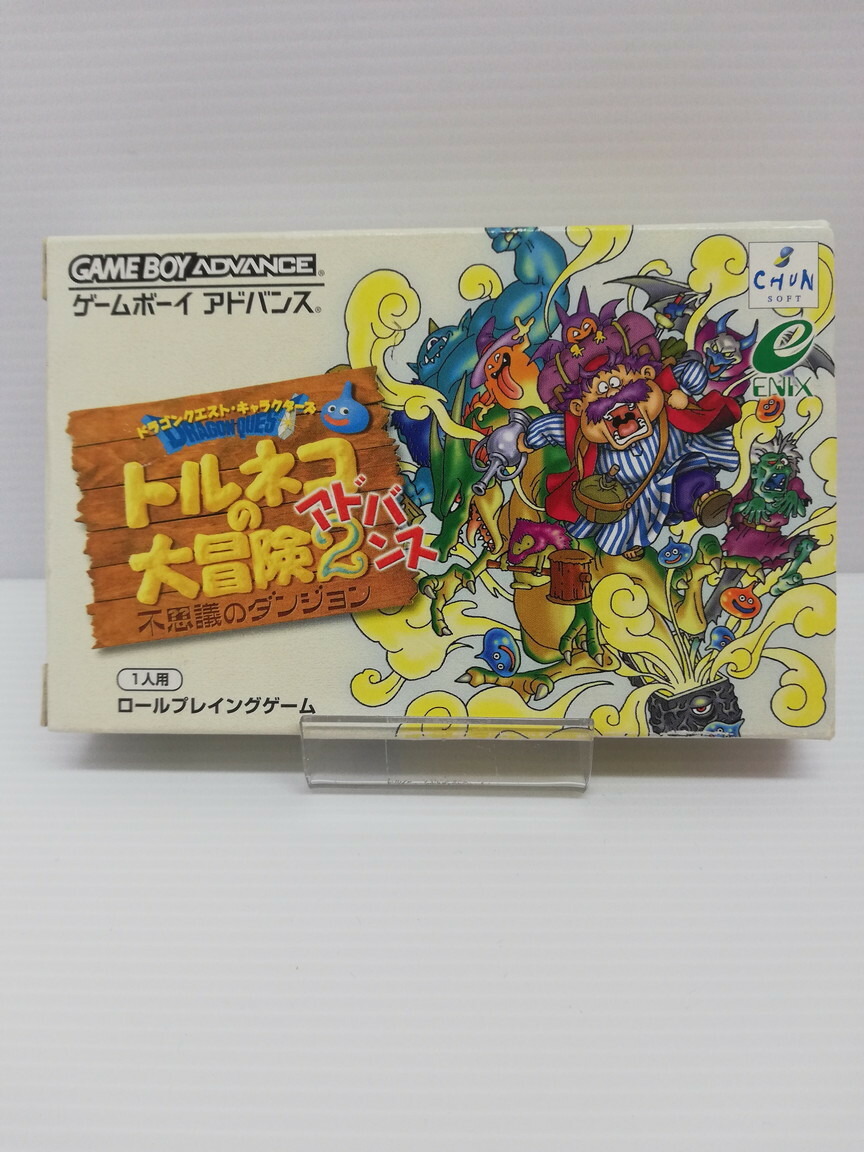 GAME BOY ADVANCE®
ゲームボーイ アドバンス®
ドラゴンクエスト・キャラクターズ
DRAGON QUEST
トルネコ
の
大冒険2
アドバンス
不思議のダンジョン
1人用
ロールプレイングゲーム
CHUN
SOFT
ENIX